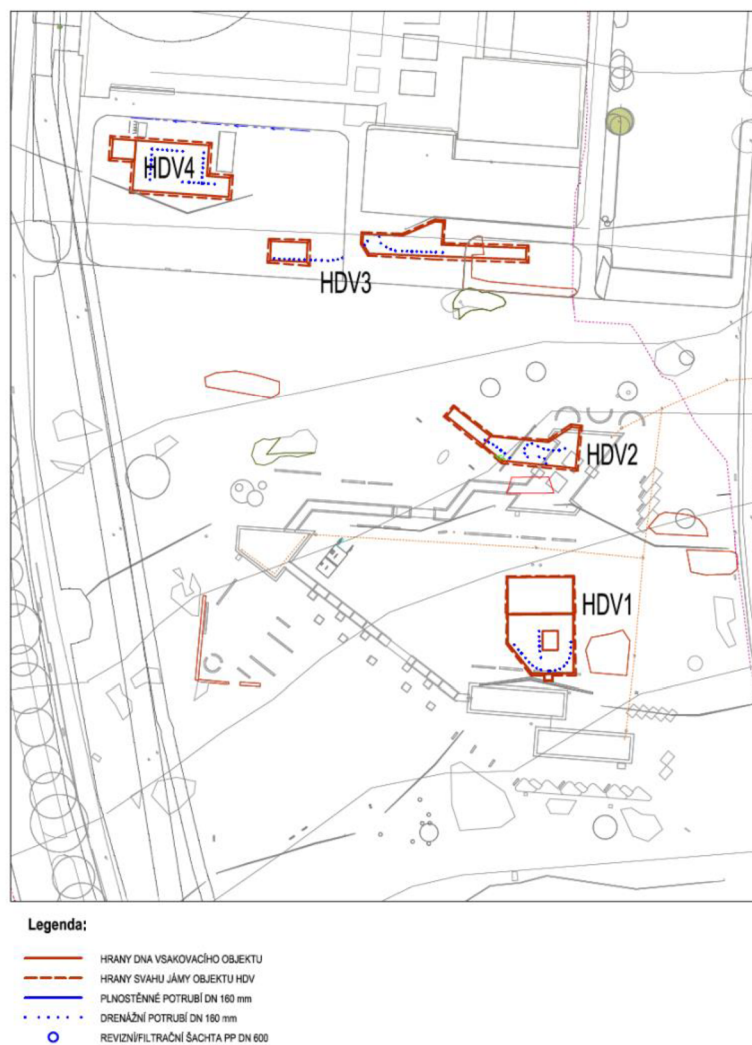 HDV4
HDV3
HDV2
HDV1
Legenda:
HRANY DNA VSAKOVACÍHO OBJEKTU
HRANY SVAHU JÁMY OBJEKTU HDV
PLNOSTĚNNÉ POTRUBÍ DN 160 mm
DRENÁŽNÍ POTRUBÍ DN 160 mm
REVIZNÍ/FILTRAČNÍ ŠACHTA PP DN 600